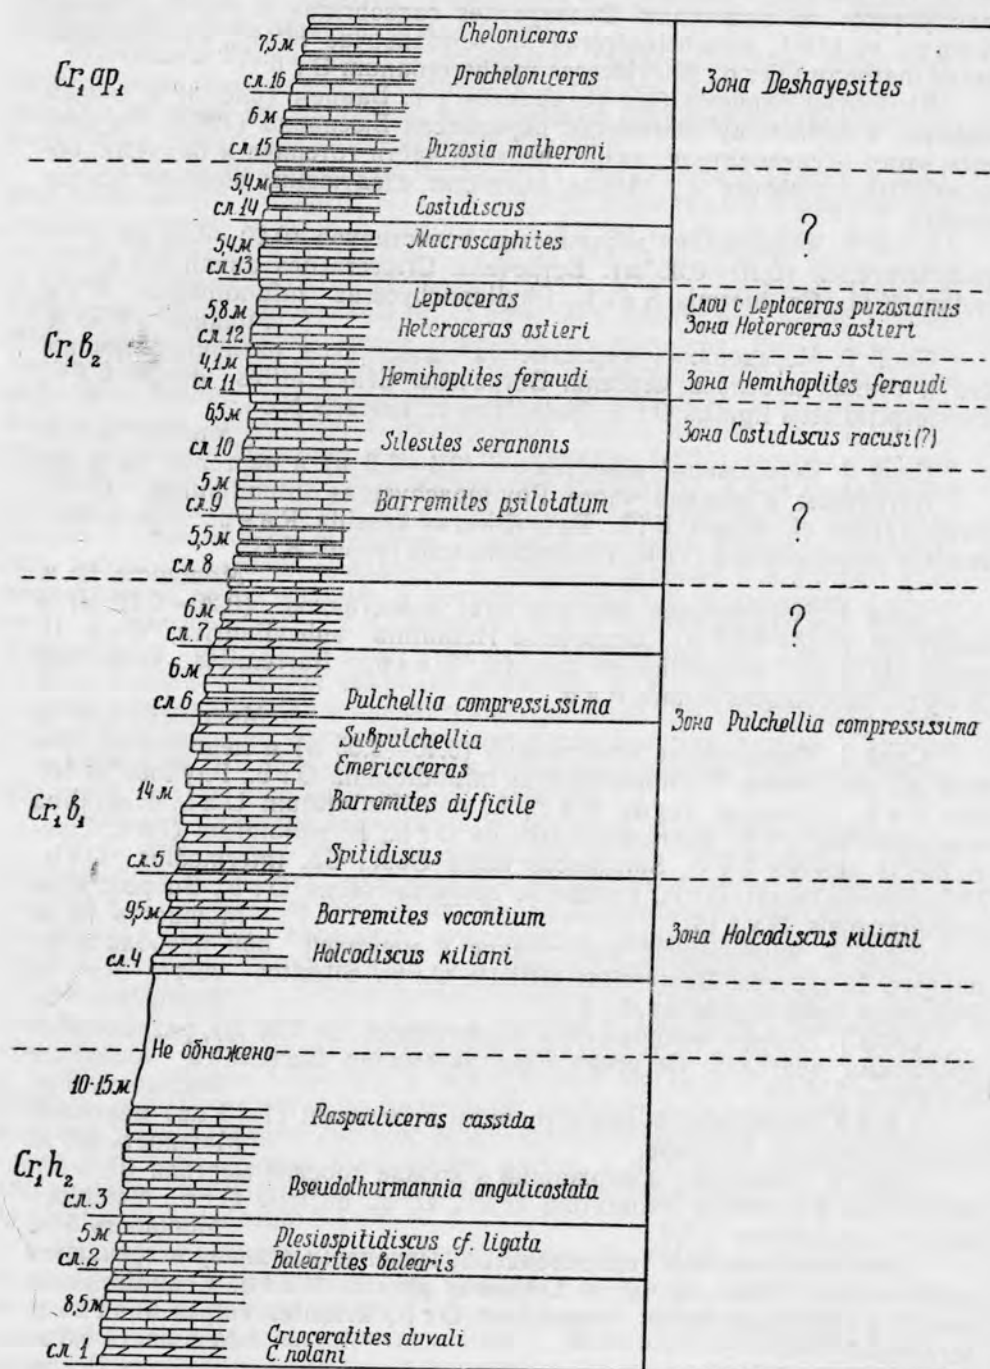 7,5 м
Cheloniceras
Cr₁ ap₁
сл. 16
Procheloniceras
Зона Deshayesites
6 м
сл. 15
Puzosia matheroni
5,4 м
сл. 14
Costidiscus
?
5,4 м
Macroscaphites
сл. 13
5,8 м
Leptoceras
Слои с Leptoceras puzosianus
сл. 12
Heteroceras astieri
Зона Heteroceras astieri
Cr₁ b₂
4,1 м
сл. 11
Hemihoplites feraudi
Зона Hemihoplites feraudi
6,5 м
сл. 10
Silesites seranonis
Зона Costidiscus racusi (?)
5 м
сл. 9
Barremites psilotatum
?
5,5 м
сл. 8
6 м
сл. 7
?
6 м
сл. 6
Pulchellia compressissima
Зона Pulchellia compressissima
Subpulchellia
Emericiceras
14 м
Barremites difficile
Cr₁ b₁
сл. 5
Spitidiscus
9,5 м
Barremites vocontium
Зона Holcodiscus kiliani
сл. 4
Holcodiscus kiliani
Не обнажено
10-15 м
Raspailiceras cassida
Cr₁ h₂
сл. 3
Pseudothurmannia angulicostata
5 м
Plesiospitidiscus cf. ligata
сл. 2
Balearites balearis
8,5 м
Crioceratites duvali
сл. 1
C. nolani